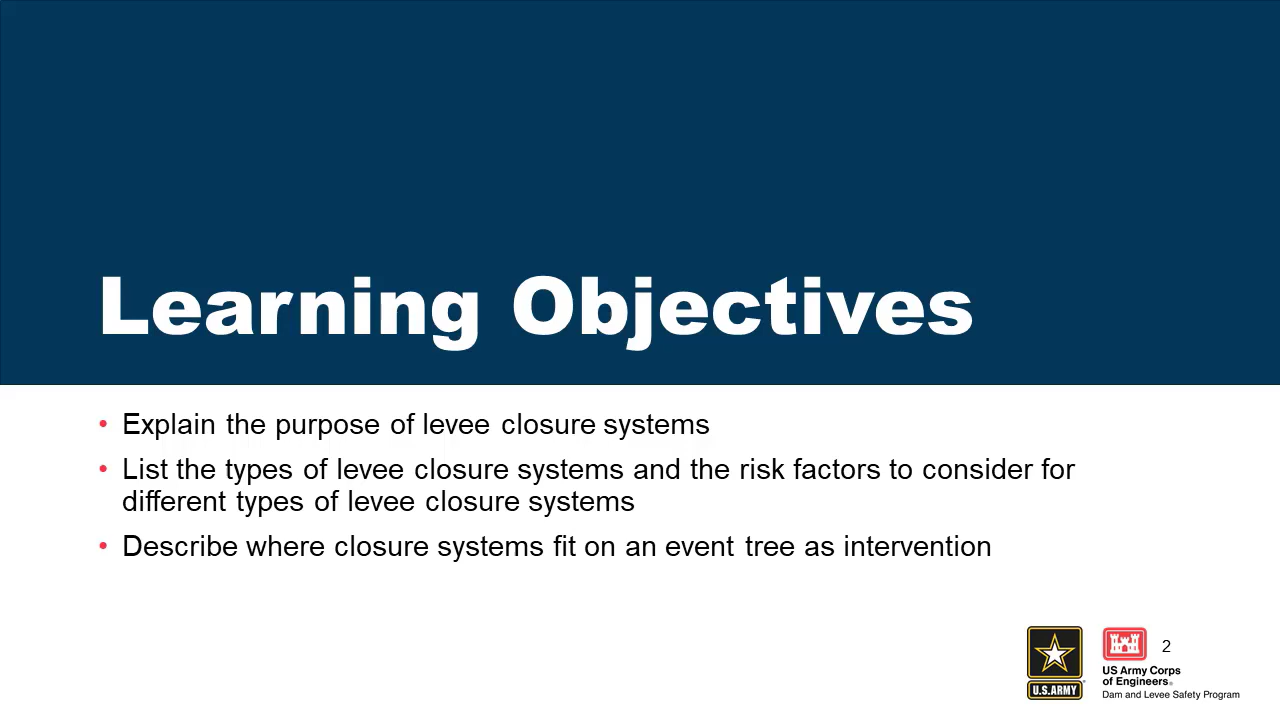 Learning Objectives
• Explain the purpose of levee closure systems
• List the types of levee closure systems and the risk factors to consider for
different types of levee closure systems
• Describe where closure systems fit on an event tree as intervention
2
U.S.ARMY
US Army Corps
of Engineers®
Dam and Levee Safety Program